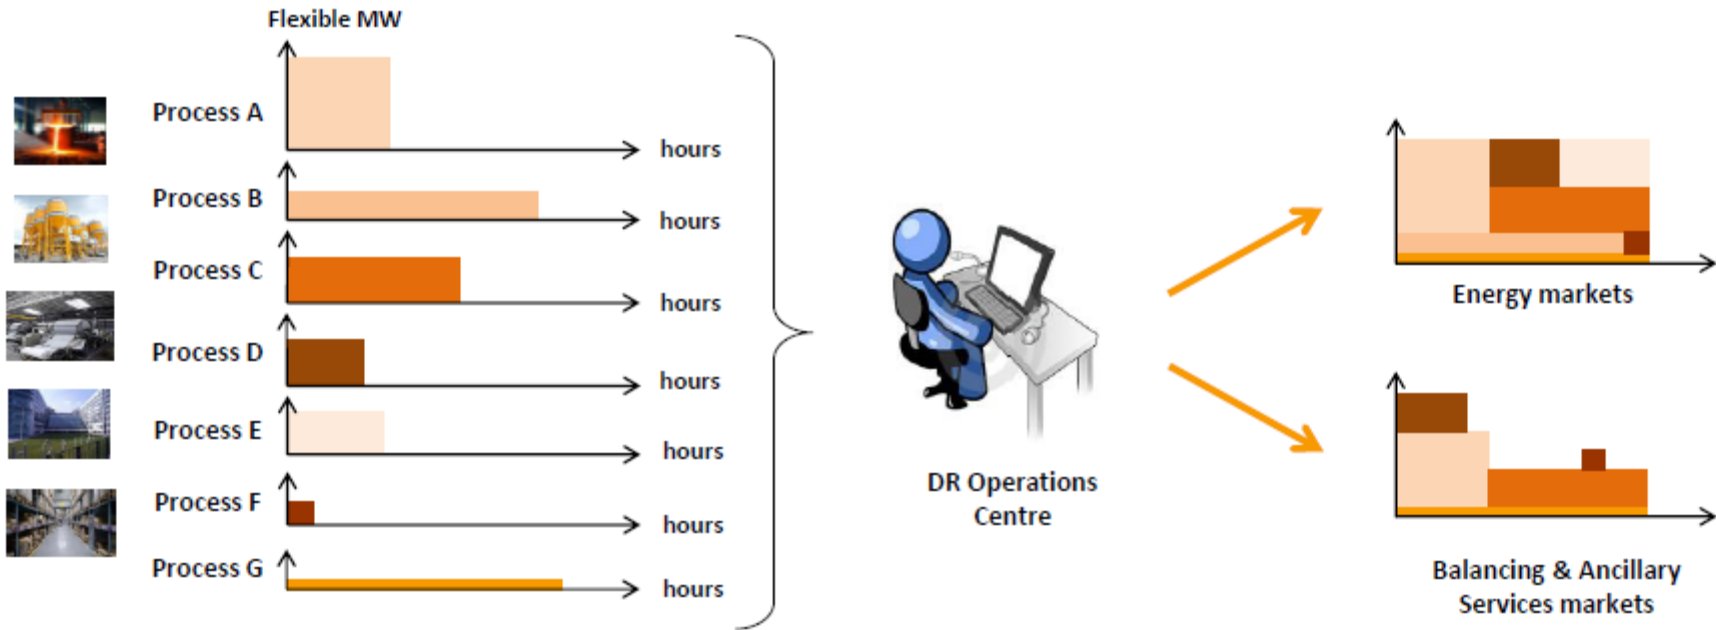 Flexible MW
Process A
hours
Process B
hours
Process C
hours
Process D
hours
Process E
hours
Process F
hours
Process G
hours
DR Operations
Centre
Energy markets
Balancing & Ancillary
Services markets